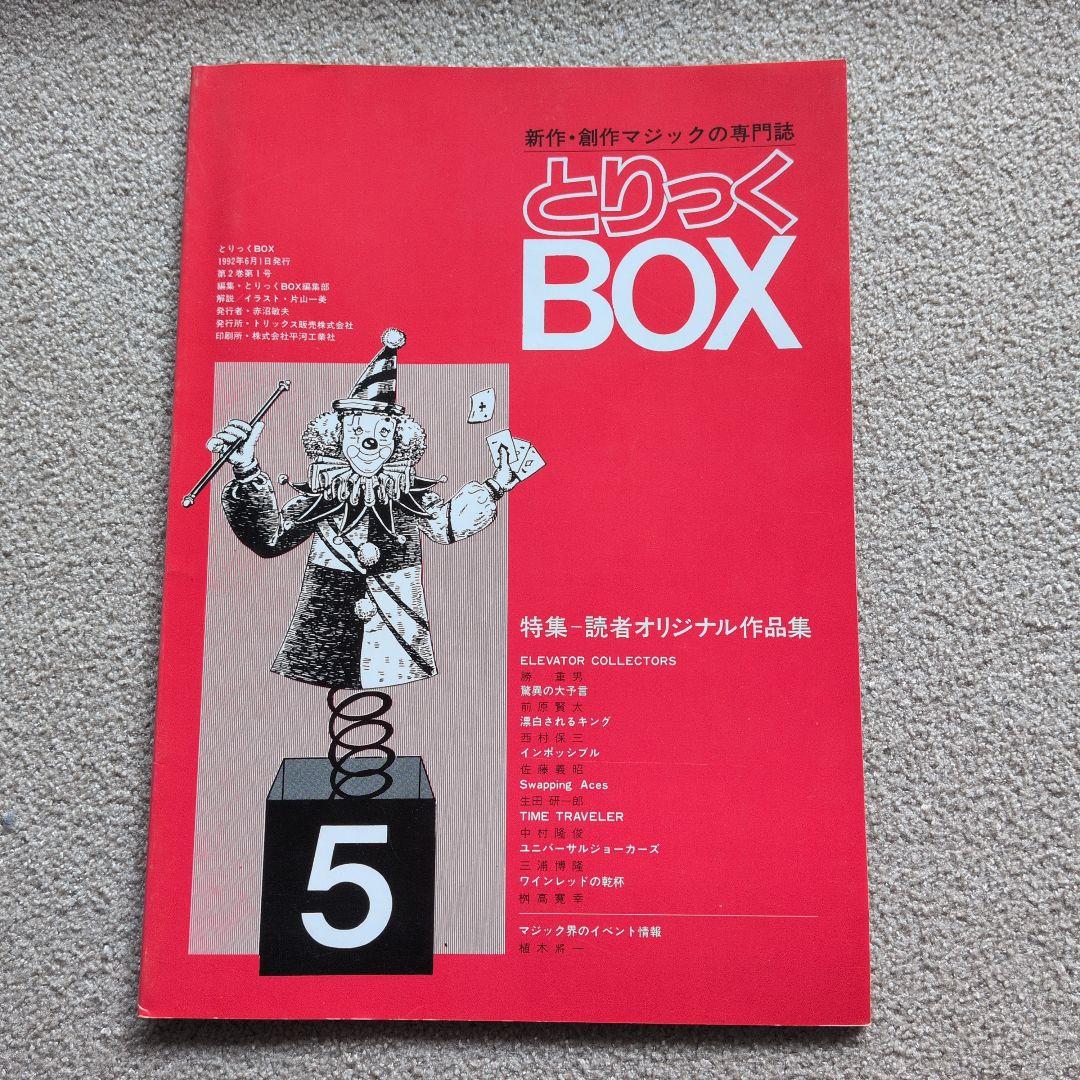 新作・創作マジックの専門誌
とりっく
BOX
とりっくBOX
1992年6月1日発行
第2巻第1号
編集・とりっくBOX編集部
解説/イラスト・片山一美
発行者・赤沼敏夫
発行所・トリックス販売株式会社
印刷所・株式会社平河工業社
5
特集−読者オリジナル作品集
ELEVATOR COLLECTORS
勝 重男
驚異の大予言
前原賢太
漂白されるキング
西村保三
インポッシブル
佐藤義昭
Swapping Aces
生田研一郎
TIME TRAVELER
中村隆俊
ユニバーサルジョーカーズ
三浦博隆
ワインレッドの乾杯
桝高寛幸
マジック界のイベント情報
植木將一